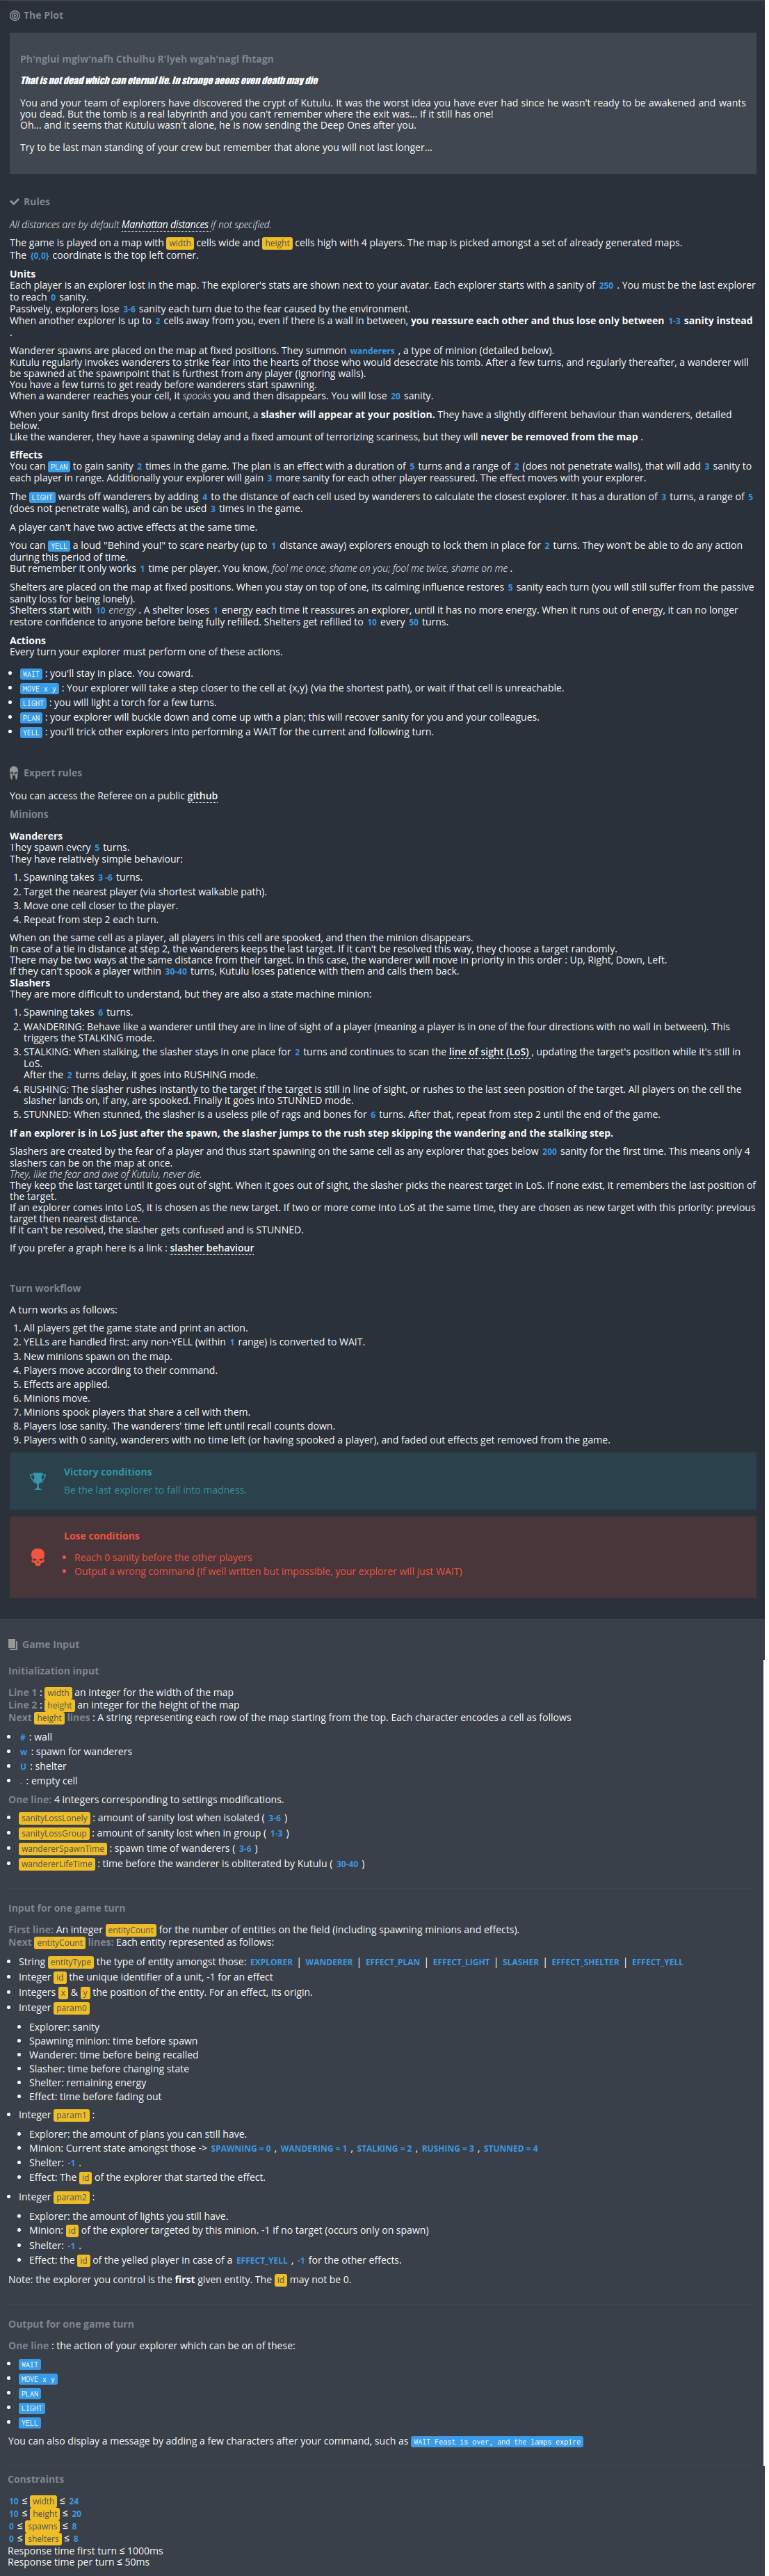 The Plot
Ph'nglui mglw'nafh Cthulhu R'lyeh wgah'nagl fhtagn
That is not dead which can eternal lie. In strange aeons even death may die
You and your team of explorers have discovered the crypt of Kutulu. It was the worst idea you have ever had since he wasn't ready to be awakened and wants
you dead. But the tomb is a real labyrinth and you can't remember where the exit was... If it still has one!
Oh... and it seems that Kutulu wasn't alone, he is now sending the Deep Ones after you.
Try to be last man standing of your crew but remember that alone you will not last longer...
Rules
All distances are by default Manhattan distances if not specified.
The game is played on a map with width cells wide and height cells high with 4 players. The map is picked amongst a set of already generated maps.
The {0,0} coordinate is the top left corner.
Units
Each player is an explorer lost in the map. The explorer's stats are shown next to your avatar. Each explorer starts with a sanity of 250 . You must be the last explorer
to reach 0 sanity.
Passively, explorers lose 3-6 sanity each turn due to the fear caused by the environment.
When another explorer is up to 2 cells away from you, even if there is a wall in between, you reassure each other and thus lose only between 1-3 sanity instead
.
Wanderer spawns are placed on the map at fixed positions. They summon wanderers , a type of minion (detailed below).
Kutulu regularly invokes wanderers to strike fear into the hearts of those who would desecrate his tomb. After a few turns, and regularly thereafter, a wanderer will
be spawned at the spawnpoint that is furthest from any player (ignoring walls).
You have a few turns to get ready before wanderers start spawning.
When a wanderer reaches your cell, it spooks you and then disappears. You will lose 20 sanity.
When your sanity first drops below a certain amount, a slasher will appear at your position. They have a slightly different behaviour than wanderers, detailed
below.
Like the wanderer, they have a spawning delay and a fixed amount of terrorizing scariness, but they will never be removed from the map .
Effects
You can PLAN to gain sanity 2 times in the game. The plan is an effect with a duration of 5 turns and a range of 2 (does not penetrate walls), that will add 3 sanity to
each player in range. Additionally your explorer will gain 3 more sanity for each other player reassured. The effect moves with your explorer.
The LIGHT wards off wanderers by adding 4 to the distance of each cell used by wanderers to calculate the closest explorer. It has a duration of 3 turns, a range of 5
(does not penetrate walls), and can be used 3 times in the game.
A player can't have two active effects at the same time.
You can YELL a loud "Behind you!" to scare nearby (up to 1 distance away) explorers enough to lock them in place for 2 turns. They won't be able to do any action
during this period of time.
But remember it only works 1 time per player. You know, fool me once, shame on you; fool me twice, shame on me .
Shelters are placed on the map at fixed positions. When you stay on top of one, its calming influence restores 5 sanity each turn (you will still suffer from the passive
sanity loss for being lonely).
Shelters start with 10 energy . A shelter loses 1 energy each time it reassures an explorer, until it has no more energy. When it runs out of energy, it can no longer
restore confidence to anyone before being fully refilled. Shelters get refilled to 10 every 50 turns.
Actions
Every turn your explorer must perform one of these actions.
WAIT : you'll stay in place. You coward.
MOVE x y : Your explorer will take a step closer to the cell at {x,y} (via the shortest path), or wait if that cell is unreachable.
LIGHT : you will light a torch for a few turns.
PLAN : your explorer will buckle down and come up with a plan; this will recover sanity for you and your colleagues.
YELL : you'll trick other explorers into performing a WAIT for the current and following turn.
Expert rules
You can access the Referee on a public github
Minions
Wanderers
They spawn every 5 turns.
They have relatively simple behaviour:
1. Spawning takes 3 -6 turns.
2. Target the nearest player (via shortest walkable path).
3. Move one cell closer to the player.
4. Repeat from step 2 each turn.
When on the same cell as a player, all players in this cell are spooked, and then the minion disappears.
In case of a tie in distance at step 2, the wanderers keeps the last target. If it can't be resolved this way, they choose a target randomly.
There may be two ways at the same distance from their target. In this case, the wanderer will move in priority in this order : Up, Right, Down, Left.
If they can't spook a player within 30-40 turns, Kutulu loses patience with them and calls them back.
Slashers
They are more difficult to understand, but they are also a state machine minion:
1. Spawning takes 6 turns.
2. WANDERING: Behave like a wanderer until they are in line of sight of a player (meaning a player is in one of the four directions with no wall in between). This
triggers the STALKING mode.
3. STALKING: When stalking, the slasher stays in one place for 2 turns and continues to scan the line of sight (LoS) , updating the target's position while it's still in
LoS.
After the 2 turns delay, it goes into RUSHING mode.
4. RUSHING: The slasher rushes instantly to the target if the target is still in line of sight, or rushes to the last seen position of the target. All players on the cell the
slasher lands on, if any, are spooked. Finally it goes into STUNNED mode.
5. STUNNED: When stunned, the slasher is a useless pile of rags and bones for 6 turns. After that, repeat from step 2 until the end of the game.
If an explorer is in LoS just after the spawn, the slasher jumps to the rush step skipping the wandering and the stalking step.
Slashers are created by the fear of a player and thus start spawning on the same cell as any explorer that goes below 200 sanity for the first time. This means only 4
slashers can be on the map at once.
They, like the fear and awe of Kutulu, never die.
They keep the last target until it goes out of sight. When it goes out of sight, the slasher picks the nearest target in LoS. If none exist, it remembers the last position of
the target.
If an explorer comes into LoS, it is chosen as the new target. If two or more come into LoS at the same time, they are chosen as new target with this priority: previous
target then nearest distance.
If it can't be resolved, the slasher gets confused and is STUNNED.
If you prefer a graph here is a link : slasher behaviour
Turn workflow
A turn works as follows:
1. All players get the game state and print an action.
2. YELLs are handled first: any non-YELL (within 1 range) is converted to WAIT.
3. New minions spawn on the map.
4. Players move according to their command.
5. Effects are applied.
6. Minions move.
7. Minions spook players that share a cell with them.
8. Players lose sanity. The wanderers' time left until recall counts down.
9. Players with 0 sanity, wanderers with no time left (or having spooked a player), and faded out effects get removed from the game.
Victory conditions
Be the last explorer to fall into madness.
Lose conditions
Reach 0 sanity before the other players
Output a wrong command (if well written but impossible, your explorer will just WAIT)
Game Input
Initialization input
Line 1 : width an integer for the width of the map
Line 2 : height an integer for the height of the map
Next height lines : A string representing each row of the map starting from the top. Each character encodes a cell as follows
# : wall
w : spawn for wanderers
U : shelter
. : empty cell
One line: 4 integers corresponding to settings modifications.
sanityLossLonely : amount of sanity lost when isolated ( 3-6 )
sanityLossGroup : amount of sanity lost when in group ( 1-3 )
wandererSpawnTime : spawn time of wanderers ( 3-6 )
wandererLifeTime : time before the wanderer is obliterated by Kutulu ( 30-40 )
Input for one game turn
First line: An integer entityCount for the number of entities on the field (including spawning minions and effects).
Next entityCount lines: Each entity represented as follows:
String entityType the type of entity amongst those: EXPLORER | WANDERER | EFFECT_PLAN | EFFECT_LIGHT | SLASHER | EFFECT_SHELTER | EFFECT_YELL
Integer id the unique identifier of a unit, -1 for an effect
Integers x & y the position of the entity. For an effect, its origin.
Integer param0
Explorer: sanity
Spawning minion: time before spawn
Wanderer: time before being recalled
Slasher: time before changing state
Shelter: remaining energy
Effect: time before fading out
Integer param1 :
Explorer: the amount of plans you can still have.
Minion: Current state amongst those -> SPAWNING = 0 , WANDERING = 1 , STALKING = 2 , RUSHING = 3 , STUNNED = 4
Shelter: -1 .
Effect: The id of the explorer that started the effect.
Integer param2 :
Explorer: the amount of lights you still have.
Minion: id of the explorer targeted by this minion. -1 if no target (occurs only on spawn)
Shelter: -1 .
Effect: the id of the yelled player in case of a EFFECT_YELL , -1 for the other effects.
Note: the explorer you control is the first given entity. The id may not be 0.
Output for one game turn
One line : the action of your explorer which can be on of these:
WAIT
MOVE x y
PLAN
LIGHT
YELL
You can also display a message by adding a few characters after your command, such as WAIT Feast is over, and the lamps expire
Constraints
10 ≤ width ≤ 24
10 ≤ height ≤ 20
0 ≤ spawns ≤ 8
0 ≤ shelters ≤ 8
Response time first turn ≤ 1000ms
Response time per turn ≤ 50ms